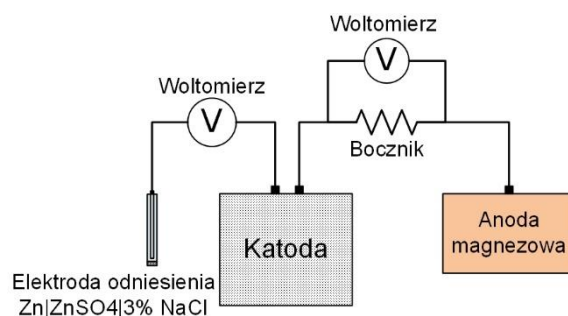 Woltomierz
V
Woltomierz
V
Bocznik
Katoda
Anoda
magnezowa
Elektroda odniesienia
Zn|ZnSO4|3% NaCl